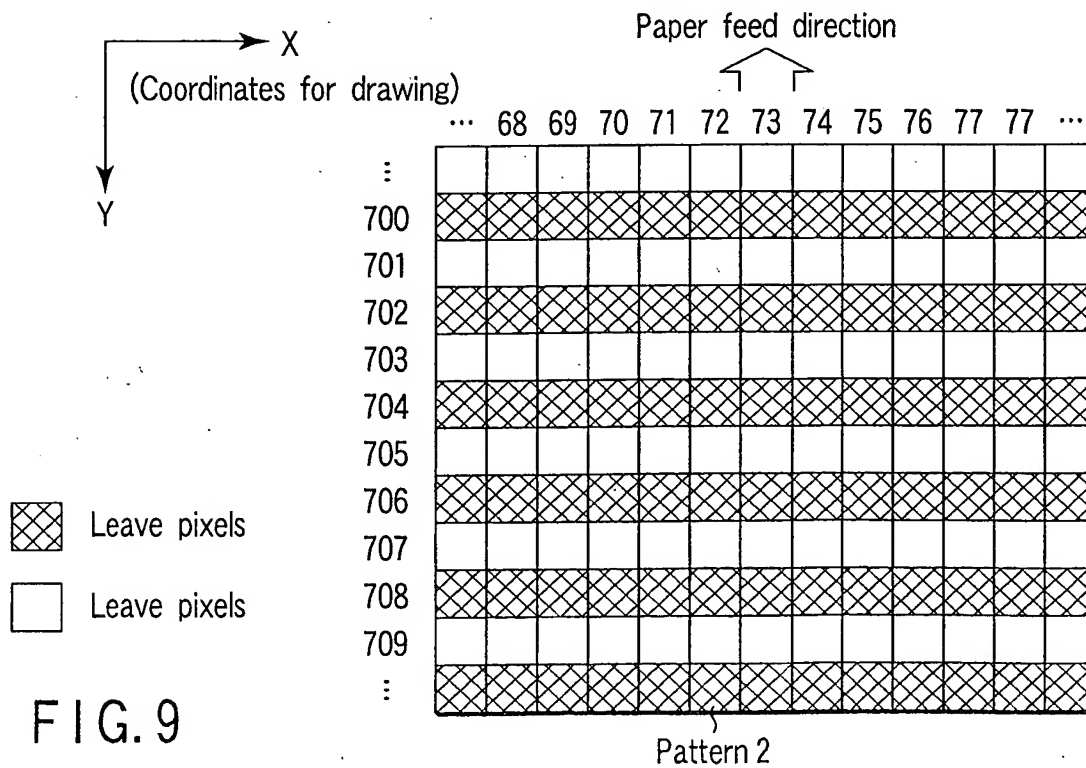 Paper feed direction
X
(Coordinates for drawing)
Y
... 68 69 70 71 72 73 74 75 76 77 77 ...
⋮
700
701
702
703
704
705
706
707
708
709
⋮
Leave pixels
Leave pixels
FIG. 9
Pattern 2